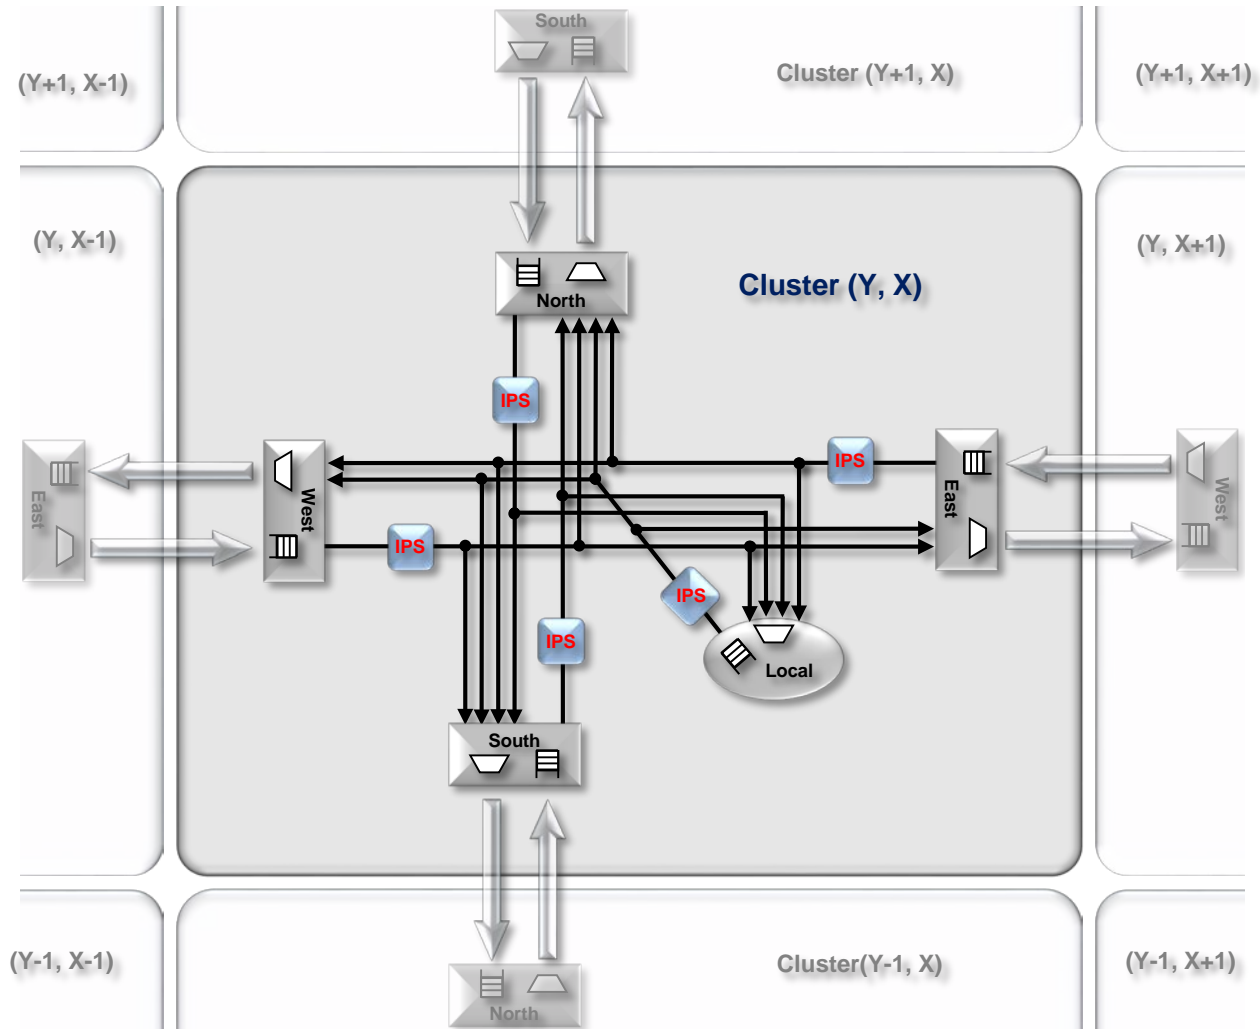 South
Cluster (Y+1, X)
(Y+1, X-1)
(Y+1, X+1)
(Y, X-1)
(Y, X+1)
Cluster (Y, X)
North
IPS
IPS
West
East
East
West
IPS
IPS
IPS
Local
South
(Y-1, X-1)
Cluster(Y-1, X)
(Y-1, X+1)
North